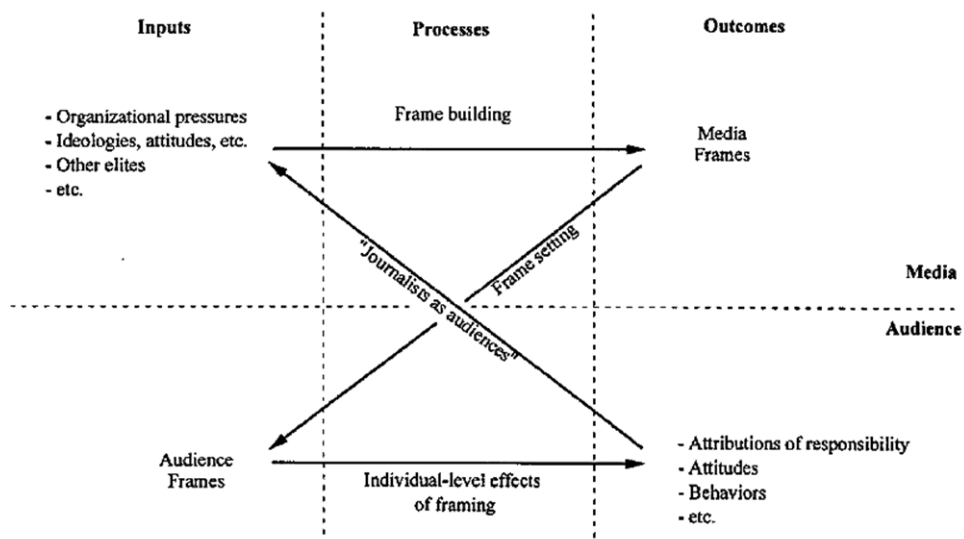 Inputs
Processes
Outcomes
- Organizational pressures
- Ideologies, attitudes, etc.
- Other elites
- etc.
Frame building
Media
Frames
"Journalists as audiences"
Frame setting
Media
Audience
Audience
Frames
Individual-level effects
of framing
- Attributions of responsibility
- Attitudes
- Behaviors
- etc.